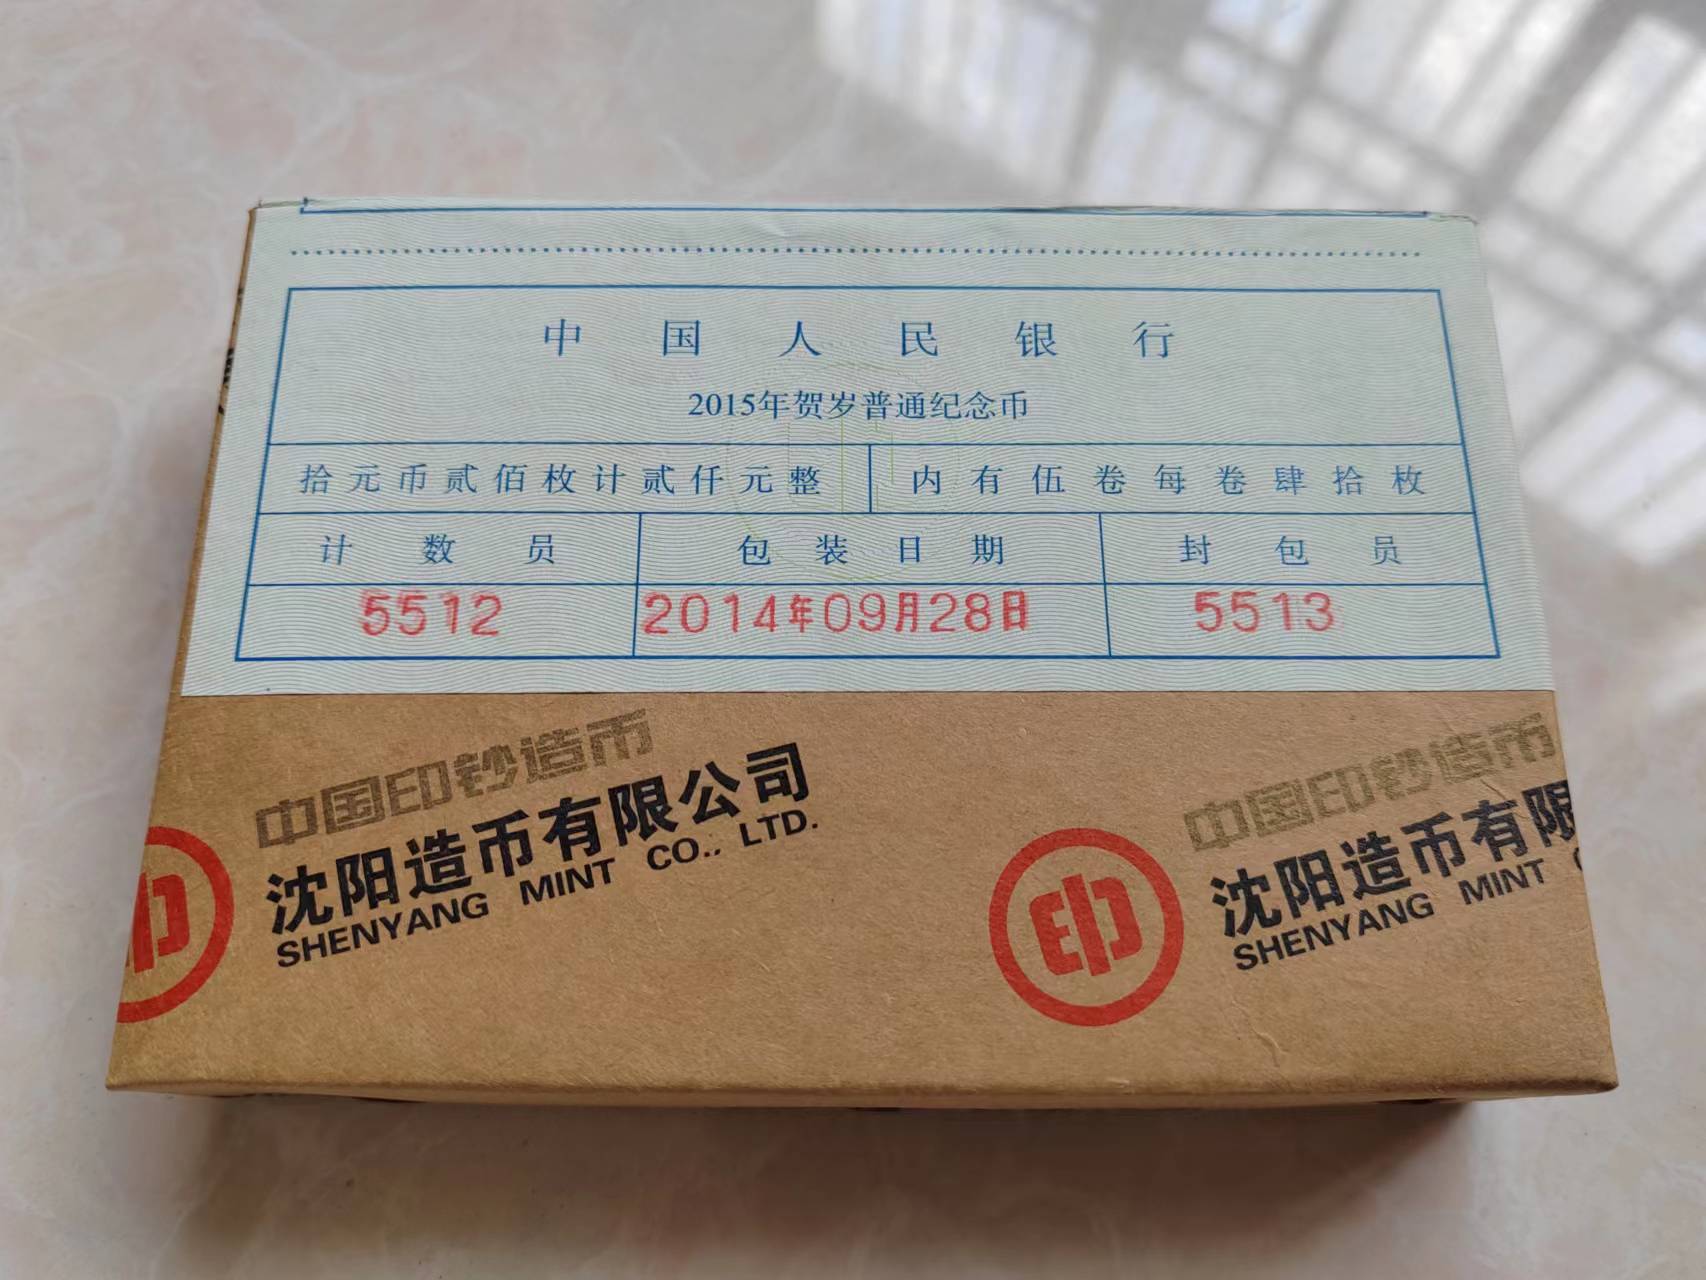 中国人民银行
2015年贺岁普通纪念币
拾元币贰佰枚计贰仟元整 内有伍卷每卷肆拾枚
计数员 包装日期 封包员
5512 2014年09月28日 5513
中国印钞造币
沈阳造币有限公司
SHENYANG MINT CO., LTD.
印
中国印钞造币
沈阳造币有限
SHENYANG MINT